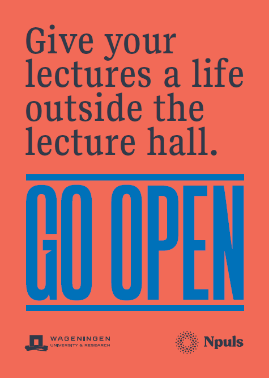 Give your
lectures a life
outside the
lecture hall.
GO OPEN
WAGENINGEN
UNIVERSITY & RESEARCH
Npuls